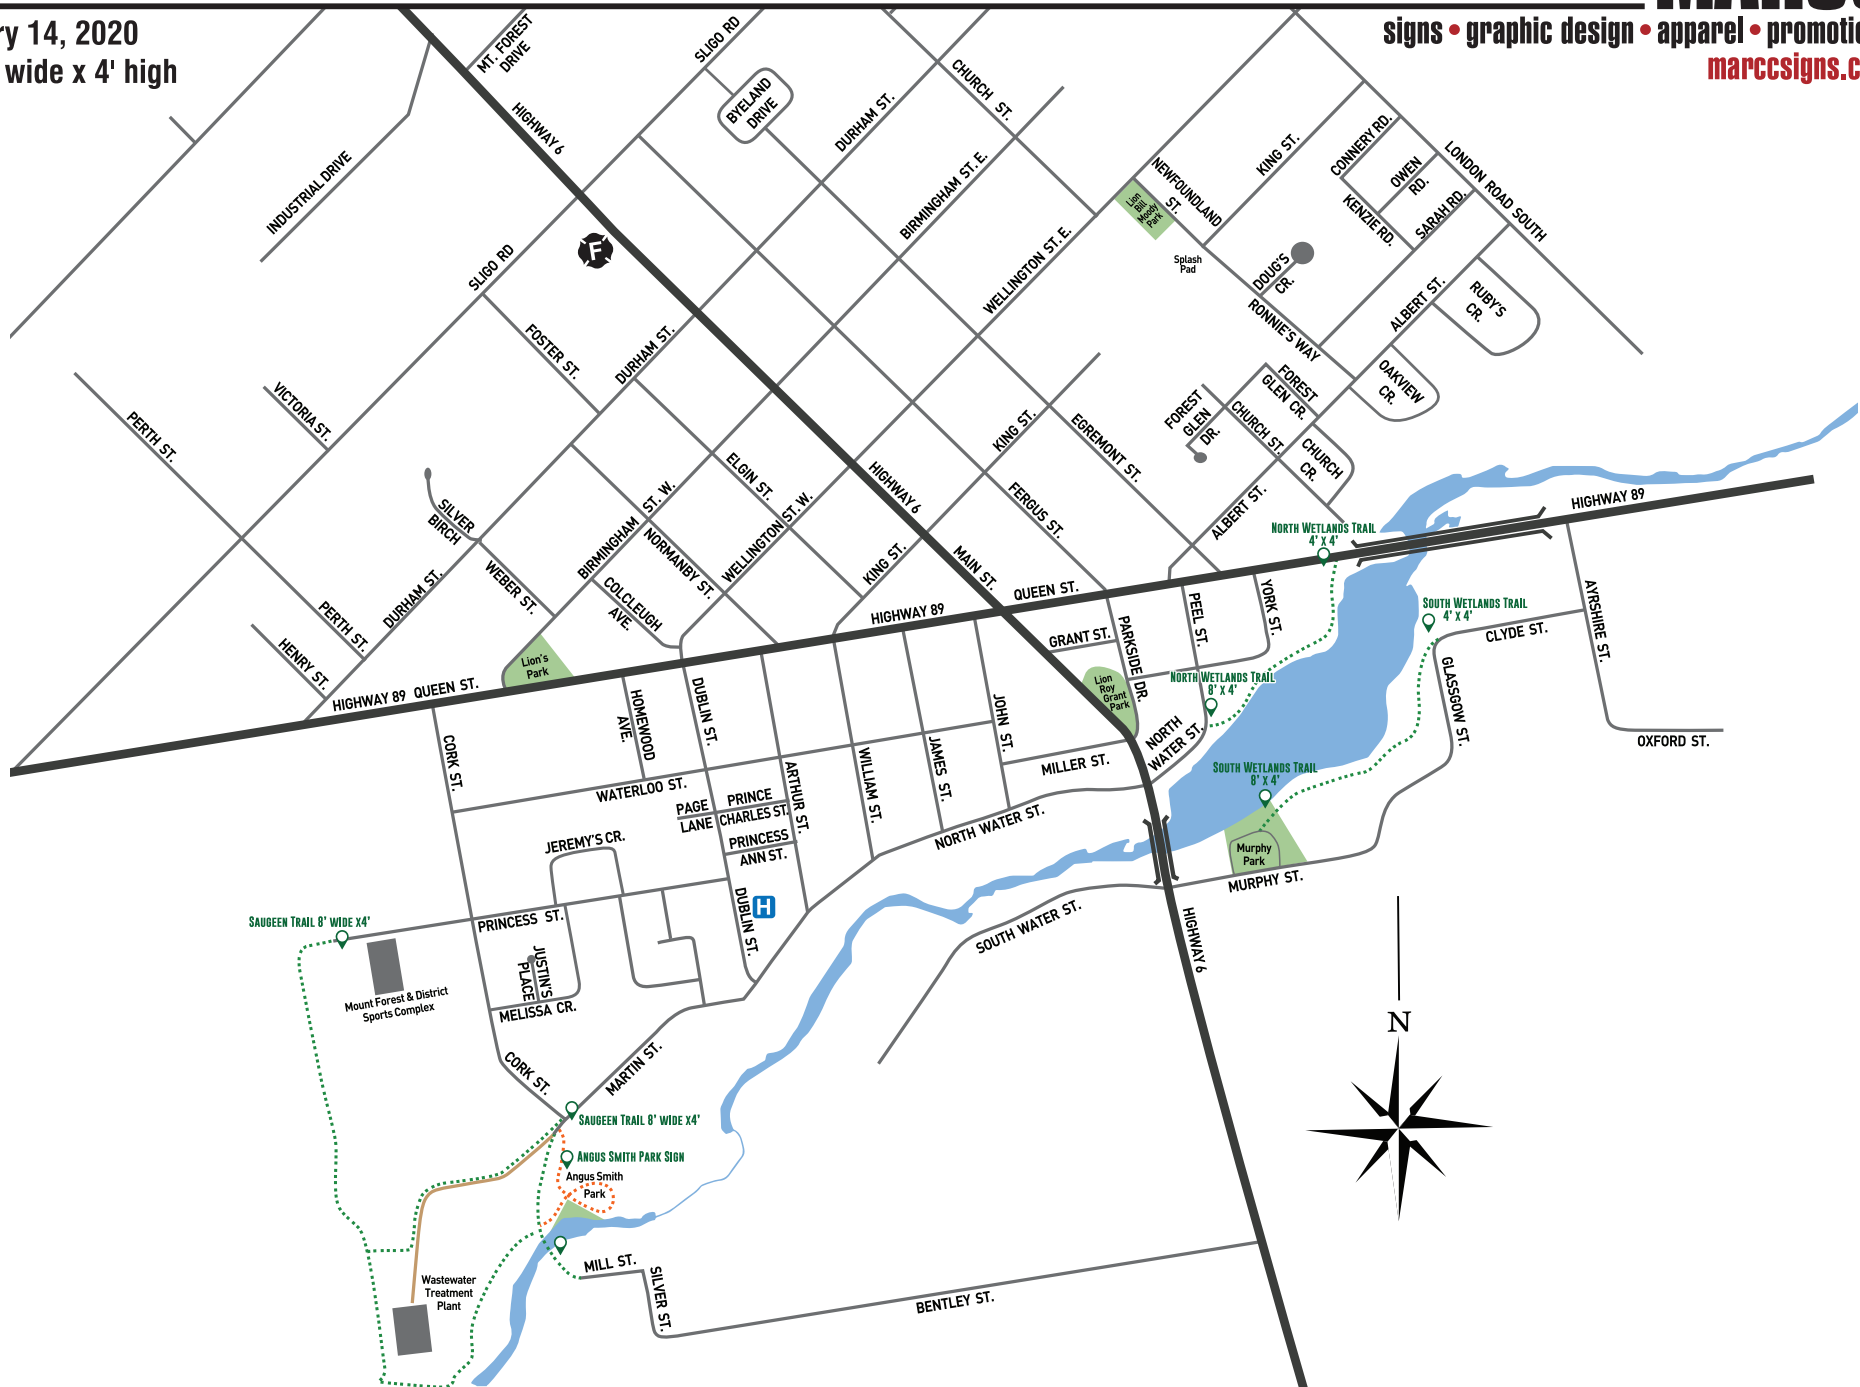 ry 14, 2020
wide x 4' high
signs • graphic design • apparel • promotio
marccsigns.c
MT. FOREST
DRIVE
SLIGO RD
BYELAND
DRIVE
CHURCH ST.
HIGHWAY 6
DURHAM ST.
INDUSTRIAL DRIVE
F
BIRMINGHAM ST. E.
NEWFOUNDLAND
ST.
KING ST.
CONNERY RD.
OWEN
RD.
LONDON ROAD SOUTH
KENZIE RD.
SARAH RD.
Lion
Bill
Moody
Park
Splash
Pad
WELLINGTON ST. E.
DOUG'S
CR.
SLIGO RD
RONNIE'S WAY
ALBERT ST.
RUBY'S
CR.
FOSTER ST.
DURHAM ST.
OAKVIEW
CR.
FOREST
GLEN CR.
VICTORIA ST.
PERTH ST.
FOREST
GLEN
DR.
CHURCH ST.
CHURCH
CR.
KING ST.
EGREMONT ST.
ELGIN ST.
HIGHWAY 6
FERGUS ST.
ALBERT ST.
SILVER
BIRCH
BIRMINGHAM ST. W.
WELLINGTON ST. W.
NORMANBY ST.
HIGHWAY 89
NORTH WETLANDS TRAIL
4' X 4'
KING ST.
MAIN ST.
WEBER ST.
COLCLEUGH
AVE.
DURHAM ST.
PERTH ST.
HENRY ST.
HIGHWAY 89
QUEEN ST.
PEEL ST.
YORK ST.
SOUTH WETLANDS TRAIL
4' X 4'
CLYDE ST.
AYRSHIRE ST.
GRANT ST.
PARKSIDE DR.
Lion's
Park
Lion
Roy
Grant
Park
NORTH WETLANDS TRAIL
8' X 4'
GLASSGOW ST.
HIGHWAY 89 QUEEN ST.
HOMEWOOD
AVE.
DUBLIN ST.
JOHN ST.
NORTH
WATER ST.
OXFORD ST.
CORK ST.
WILLIAM ST.
JAMES ST.
MILLER ST.
SOUTH WETLANDS TRAIL
8' X 4'
WATERLOO ST.
ARTHUR ST.
PAGE
LANE
PRINCE
CHARLES ST.
PRINCESS
ANN ST.
JEREMY'S CR.
NORTH WATER ST.
Murphy
Park
MURPHY ST.
DUBLIN ST.
H
PRINCESS ST.
SAUGEEN TRAIL 8' WIDE X4'
SOUTH WATER ST.
HIGHWAY 6
JUSTIN'S
PLACE
Mount Forest & District
Sports Complex
MELISSA CR.
N
CORK ST.
MARTIN ST.
SAUGEEN TRAIL 8' WIDE X4'
ANGUS SMITH PARK SIGN
Angus Smith
Park
MILL ST.
SILVER ST.
Wastewater
Treatment
Plant
BENTLEY ST.